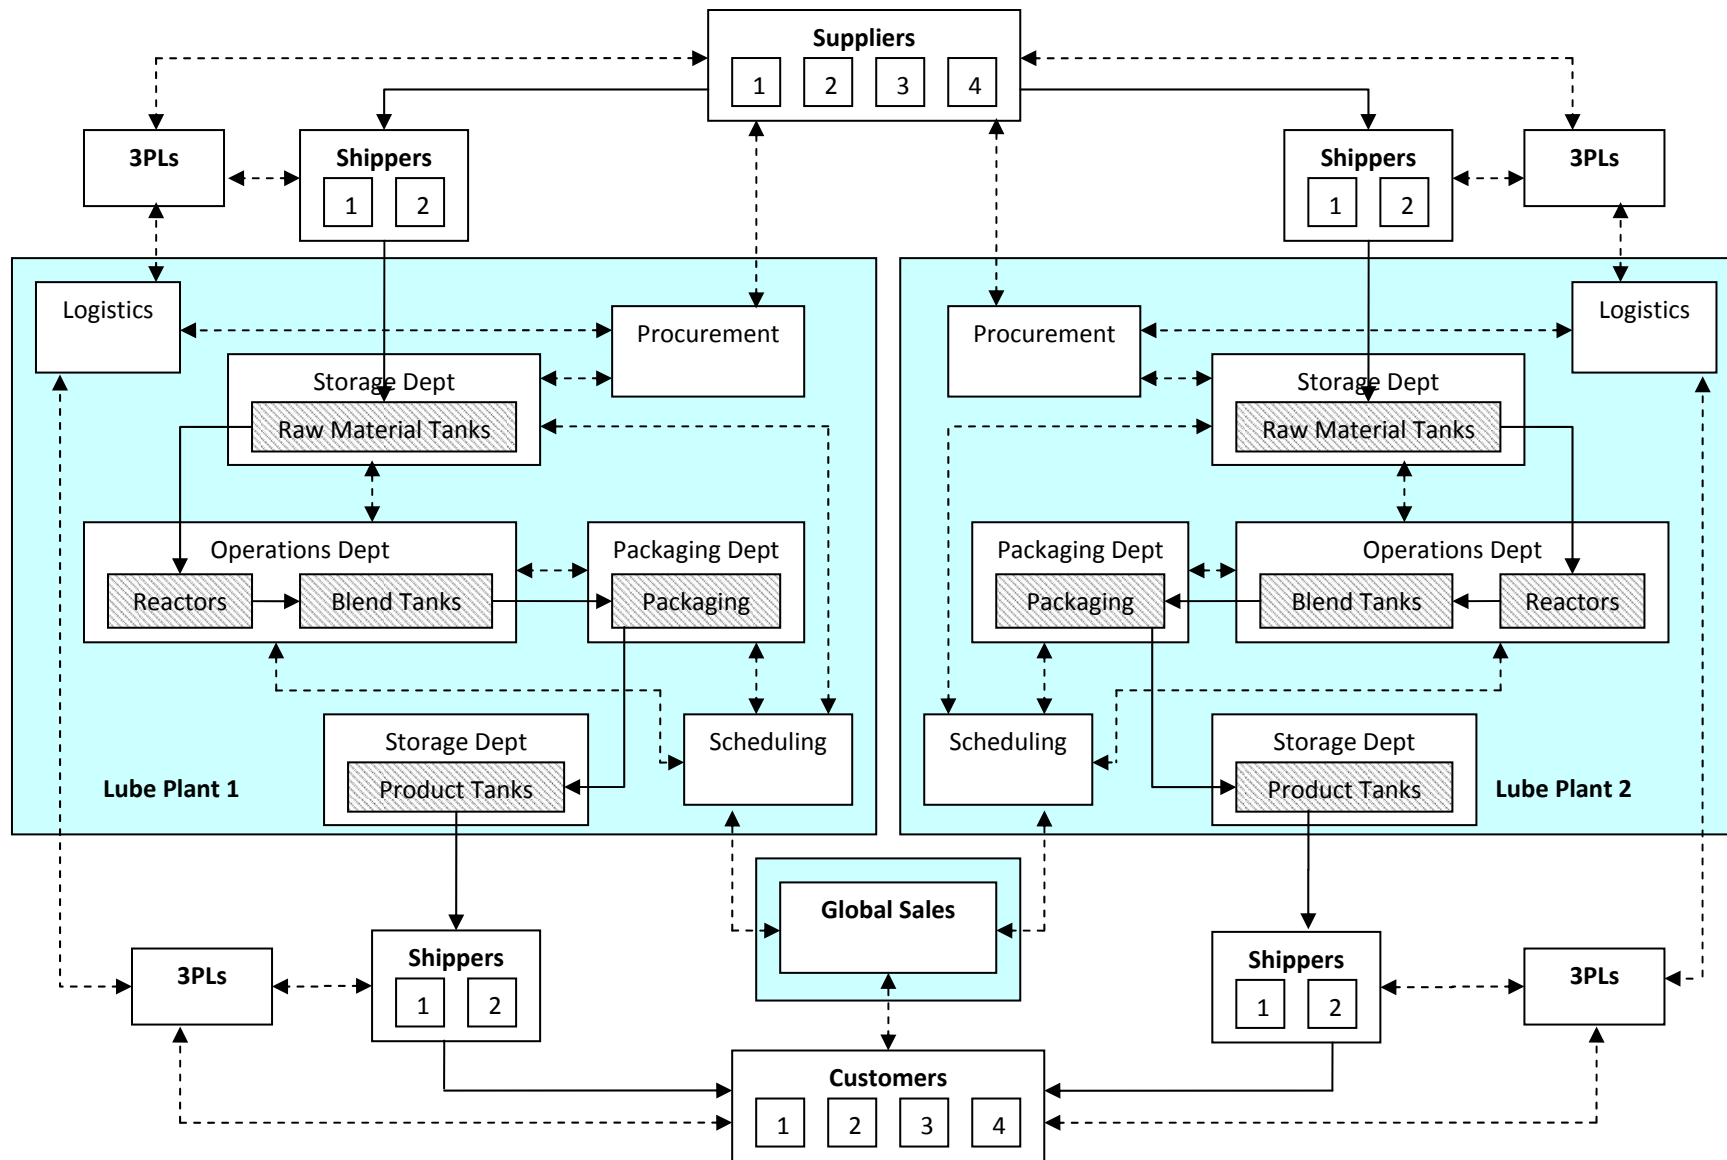 Suppliers
1 2 3 4
3PLs
Shippers
1 2
Shippers
1 2
3PLs
Logistics
Procurement
Storage Dept
Raw Material Tanks
Operations Dept
Reactors
Blend Tanks
Packaging Dept
Packaging
Storage Dept
Product Tanks
Scheduling
Lube Plant 1
Procurement
Logistics
Storage Dept
Raw Material Tanks
Packaging Dept
Packaging
Operations Dept
Blend Tanks
Reactors
Scheduling
Storage Dept
Product Tanks
Lube Plant 2
Global Sales
3PLs
Shippers
1 2
Shippers
1 2
3PLs
Customers
1 2 3 4